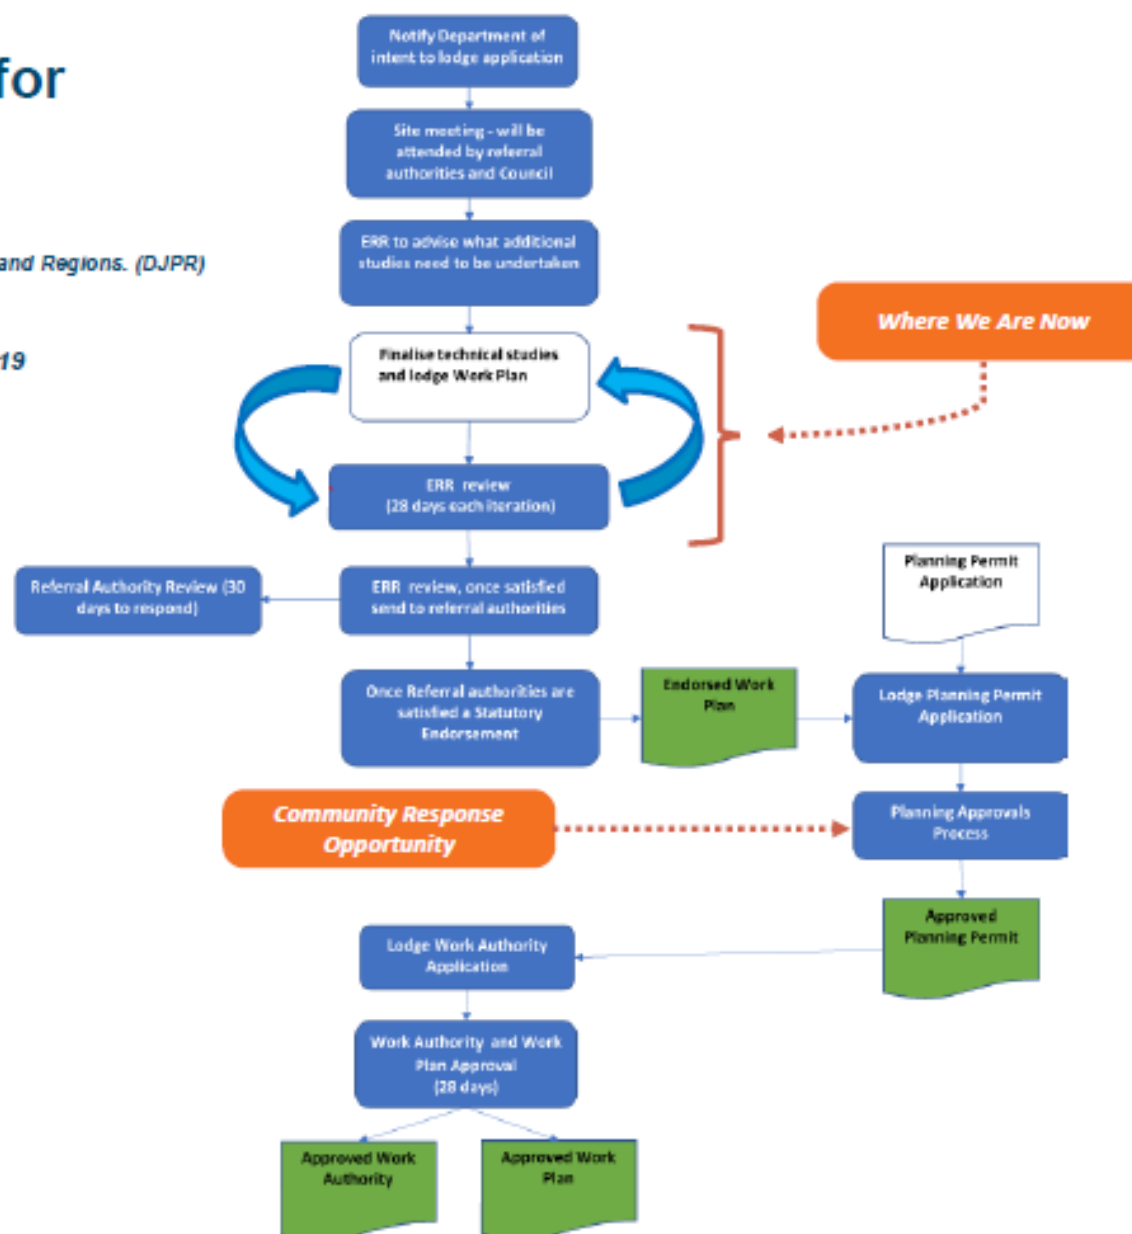 for
and Regions. (DJPR)
19
Notify Department of
intent to lodge application
Site meeting - will be
attended by referral
authorities and Council
ERR to advise what additional
studies need to be undertaken
Where We Are Now
Finalise technical studies
and lodge Work Plan
ERR review
(28 days each iteration)
Planning Permit
Application
Referral Authority Review (30
days to respond)
ERR review, once satisfied
send to referral authorities
Once Referral authorities are
satisfied a Statutory
Endorsement
Endorsed Work
Plan
Lodge Planning Permit
Application
Community Response
Opportunity
Planning Approvals
Process
Approved
Planning Permit
Lodge Work Authority
Application
Work Authority and Work
Plan Approval
(28 days)
Approved Work
Authority
Approved Work
Plan